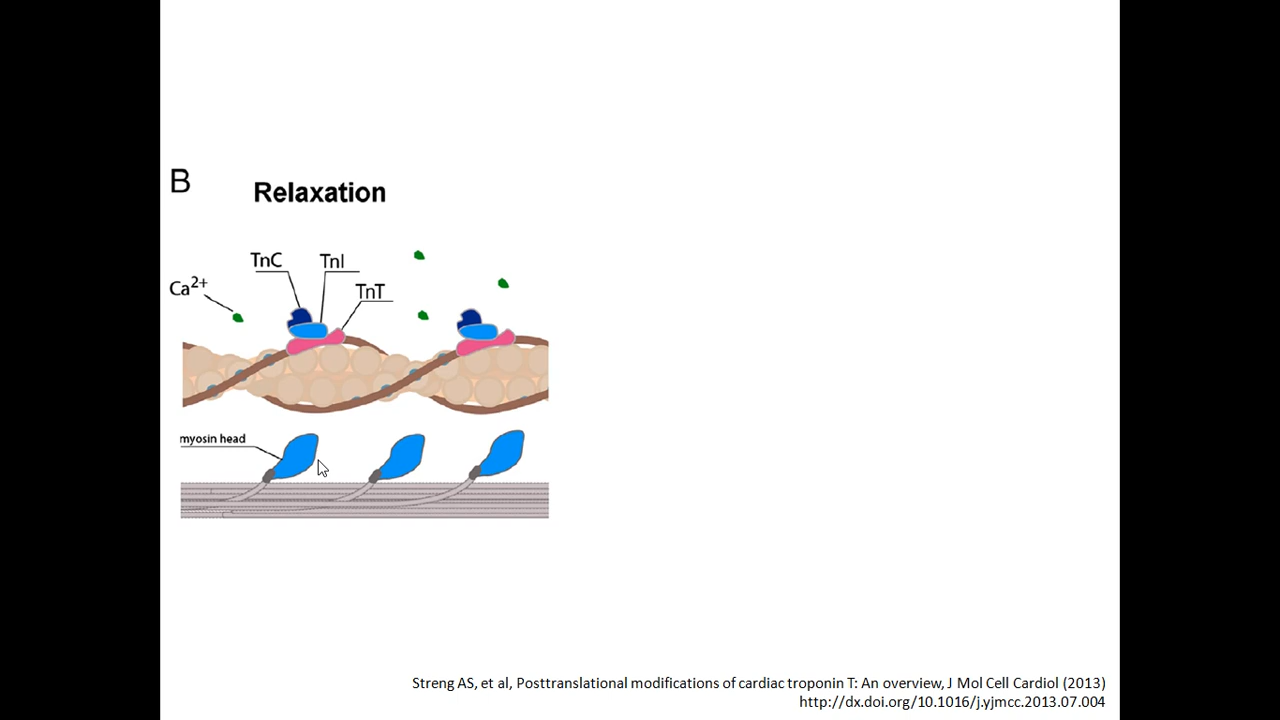 B
Relaxation
TnC
TnI
Ca2+
TnT
myosin head
Streng AS, et al, Posttranslational modifications of cardiac troponin T: An overview, J Mol Cell Cardiol (2013)
http://dx.doi.org/10.1016/j.yjmcc.2013.07.004